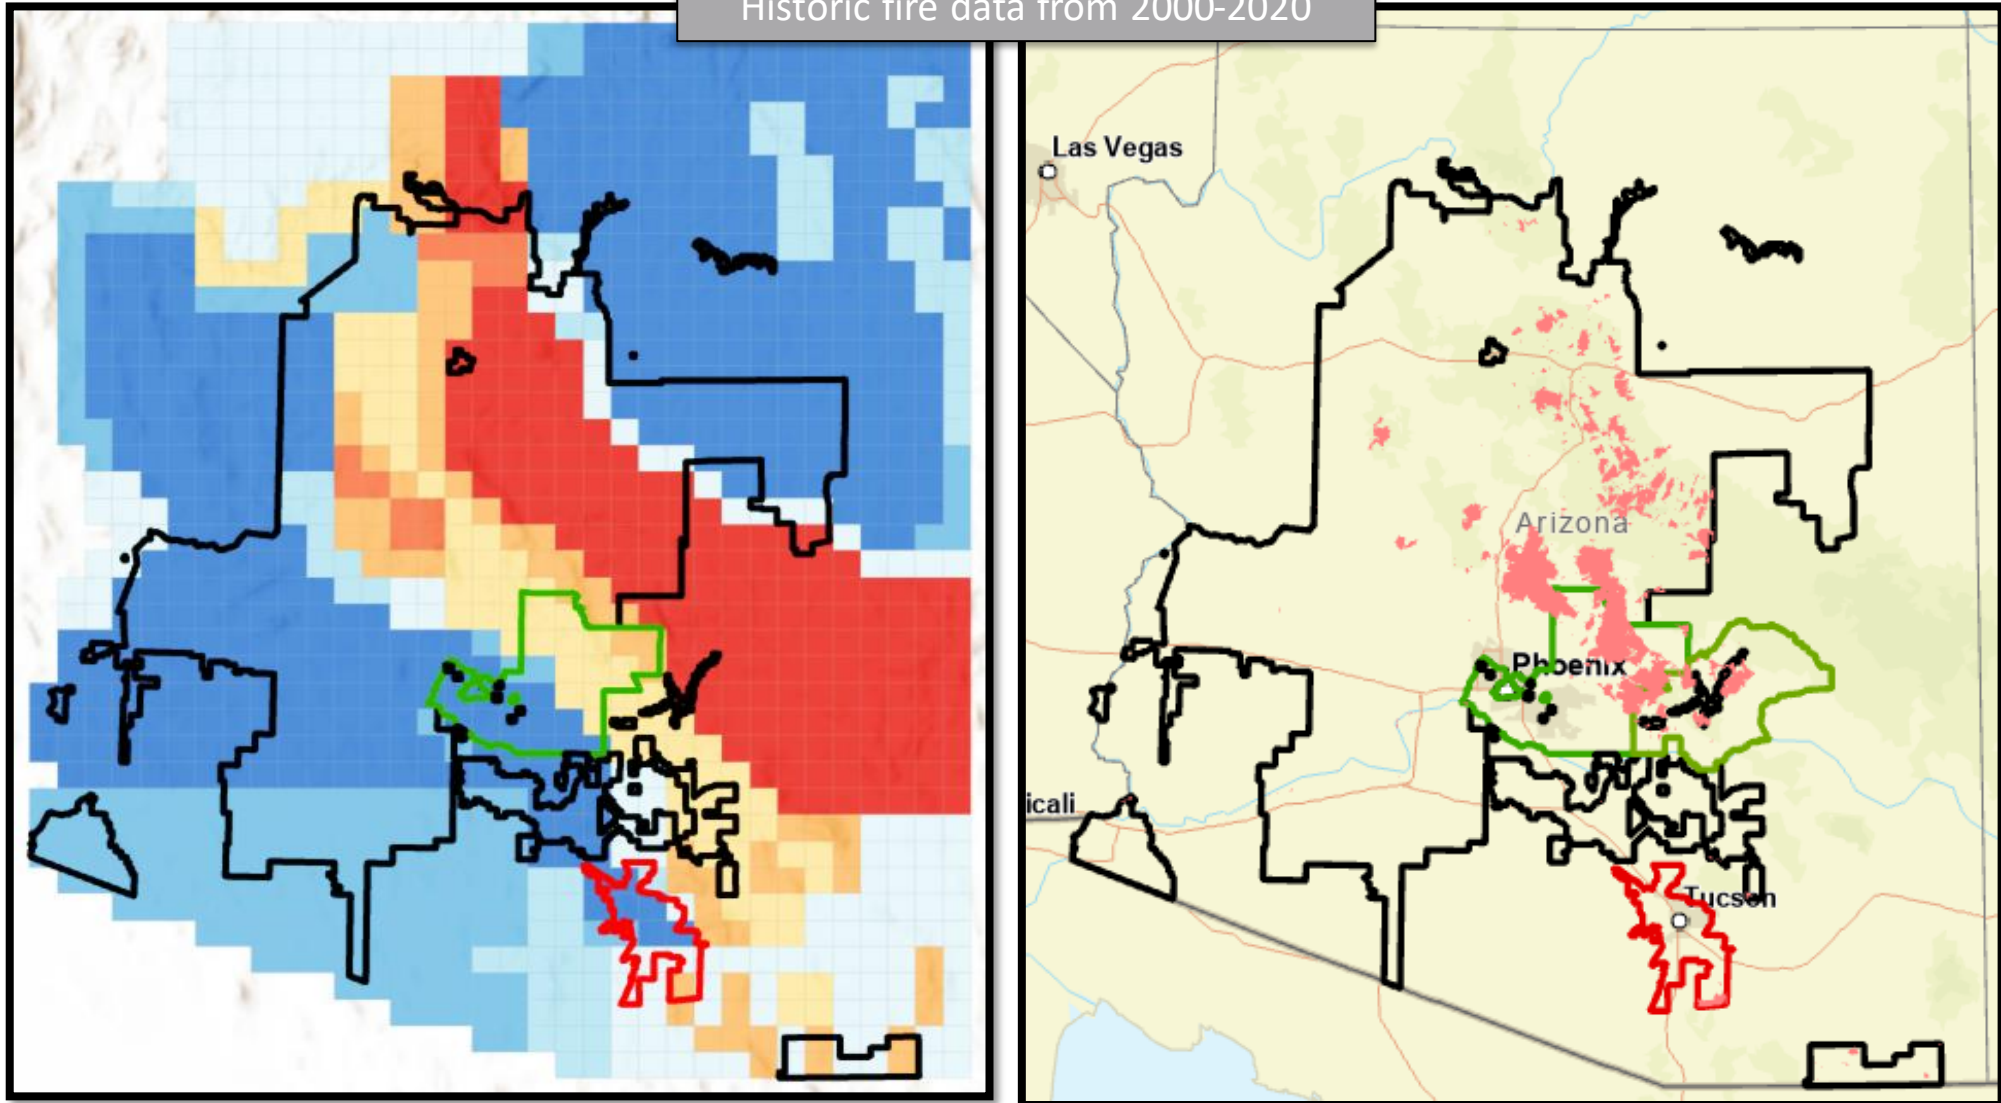 Historic fire data from 2000-2020
Las Vegas
Arizona
Phoenix
icali
Tucson